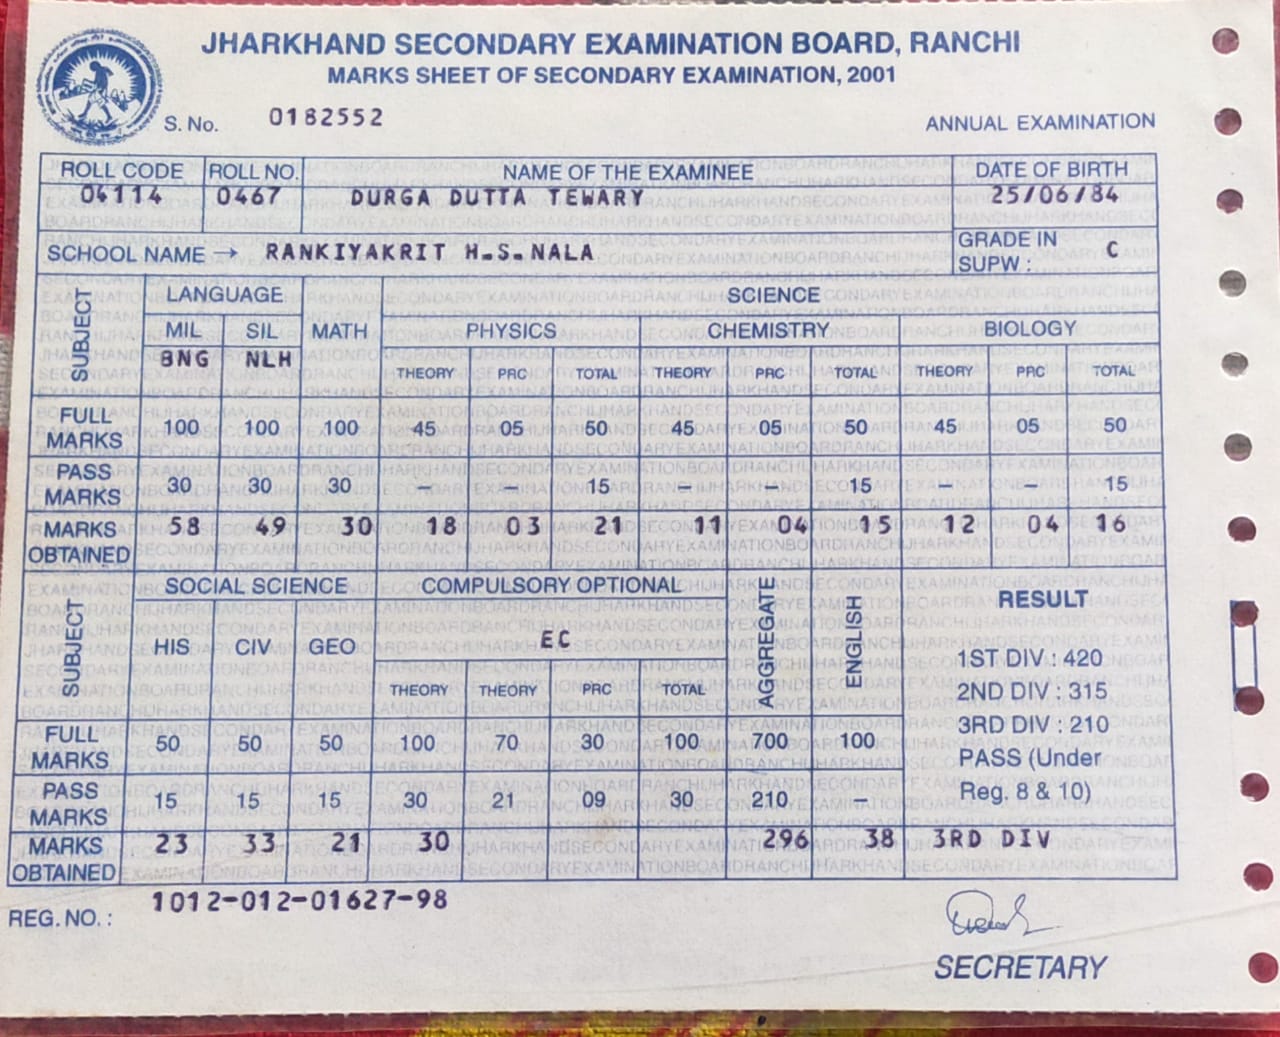 JHARKHAND SECONDARY EXAMINATION BOARD, RANCHI
MARKS SHEET OF SECONDARY EXAMINATION, 2001
S. No. 0182552
ANNUAL EXAMINATION
ROLL CODE ROLL NO. NAME OF THE EXAMINEE DATE OF BIRTH
04114 0467 DURGA DUTTA TEWARY 25/06/84
SCHOOL NAME → RANKIYAKRIT H.S.NALA GRADE IN SUPW : C
SUBJECT LANGUAGE SCIENCE
MIL SIL MATH PHYSICS CHEMISTRY BIOLOGY
BNG NLH
THEORY PRC TOTAL THEORY PRC TOTAL THEORY PRC TOTAL
FULL MARKS 100 100 100 45 05 50 45 05 50 45 05 50
PASS MARKS 30 30 30 – – 15 – – 15 – – 15
MARKS OBTAINED 58 49 30 18 03 21 11 04 15 12 04 16
SUBJECT SOCIAL SCIENCE COMPULSORY OPTIONAL AGGREGATE ENGLISH RESULT
HIS CIV GEO EC
THEORY THEORY PRC TOTAL
1ST DIV : 420
2ND DIV : 315
3RD DIV : 210
PASS (Under
Reg. 8 & 10)
FULL MARKS 50 50 50 100 70 30 100 700 100
PASS MARKS 15 15 15 30 21 09 30 210 –
MARKS OBTAINED 23 33 21 30 296 38 3RD DIV
REG. NO. : 1012-012-01627-98
SECRETARY